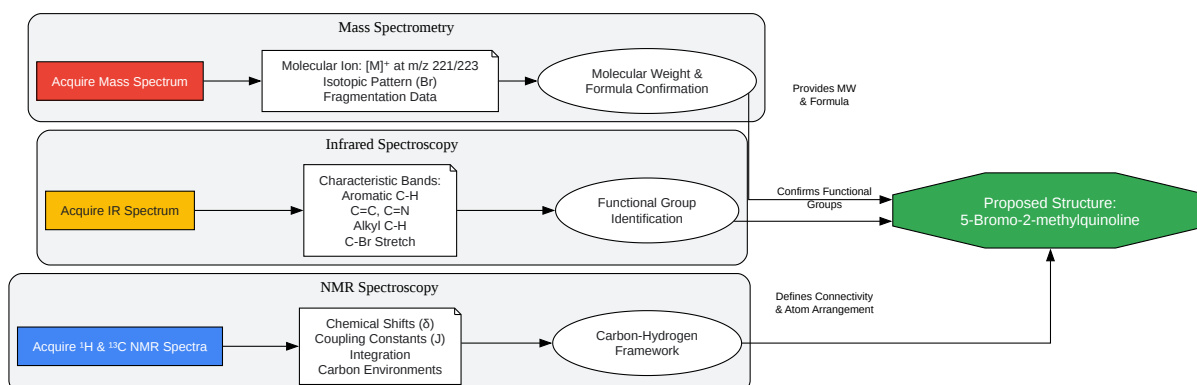 Mass Spectrometry
Acquire Mass Spectrum
Molecular Ion: [M]⁺ at m/z 221/223
Isotopic Pattern (Br)
Fragmentation Data
Molecular Weight &
Formula Confirmation
Provides MW
& Formula
Infrared Spectroscopy
Acquire IR Spectrum
Characteristic Bands:
Aromatic C-H
C=C, C=N
Alkyl C-H
C-Br Stretch
Functional Group
Identification
Confirms Functional
Groups
Proposed Structure:
5-Bromo-2-methylquinoline
NMR Spectroscopy
Acquire ¹H & ¹³C NMR Spectra
Chemical Shifts (δ)
Coupling Constants (J)
Integration
Carbon Environments
Carbon-Hydrogen
Framework
Defines Connectivity
& Atom Arrangement